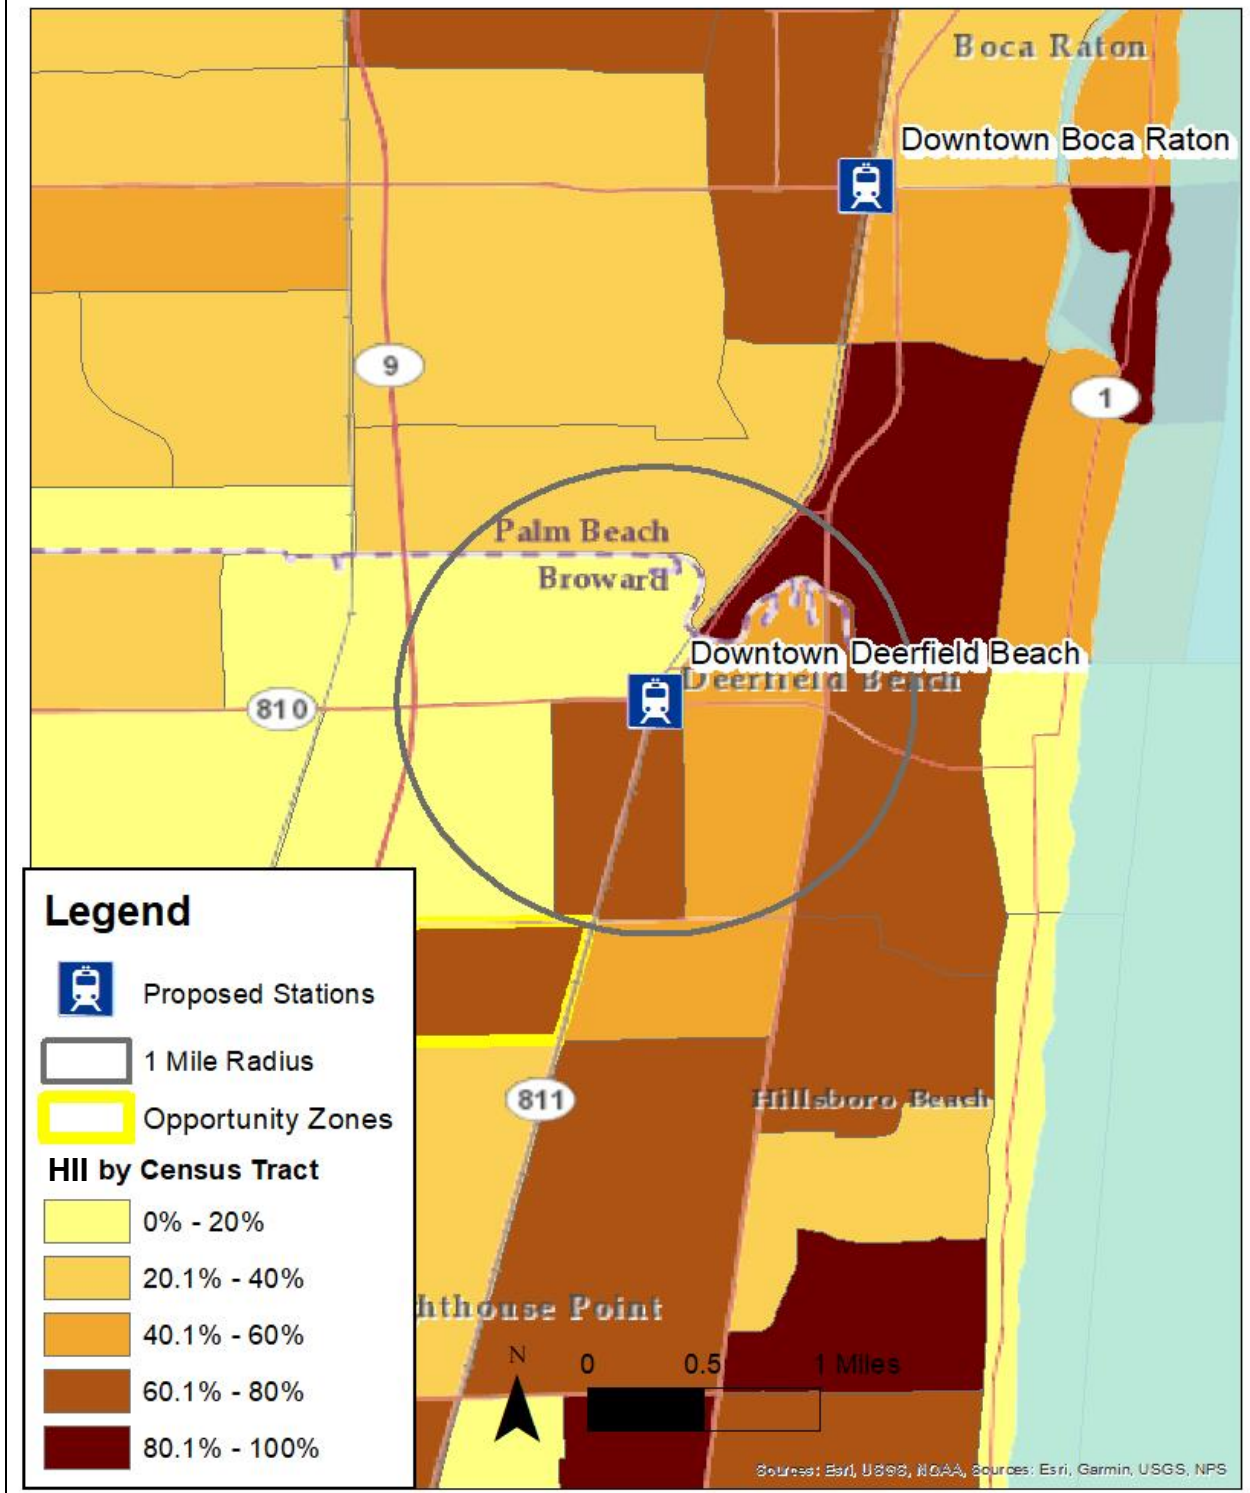 Boca Raton
Downtown Boca Raton
9
1
Palm Beach
Broward
Downtown Deerfield Beach
Deerfield Beach
810
Legend
Proposed Stations
1 Mile Radius
Opportunity Zones
HII by Census Tract
0% - 20%
20.1% - 40%
40.1% - 60%
60.1% - 80%
80.1% - 100%
811
Hillsboro Beach
hthouse Point
N
0 0.5 1 Miles
Sources: Esri, USGS, NOAA, Sources: Esri, Garmin, USGS, NPS